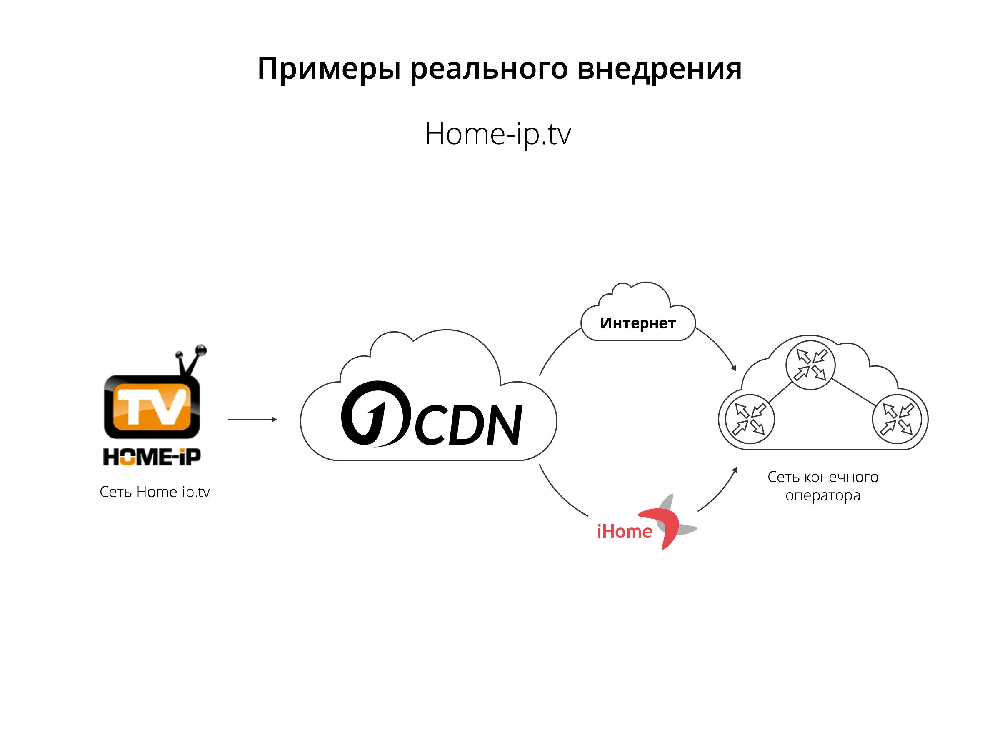 Примеры реального внедрения
Home-ip.tv
Интернет
TV
CDN
HOME-iP
Сеть Home-ip.tv
Сеть конечного
оператора
iHome